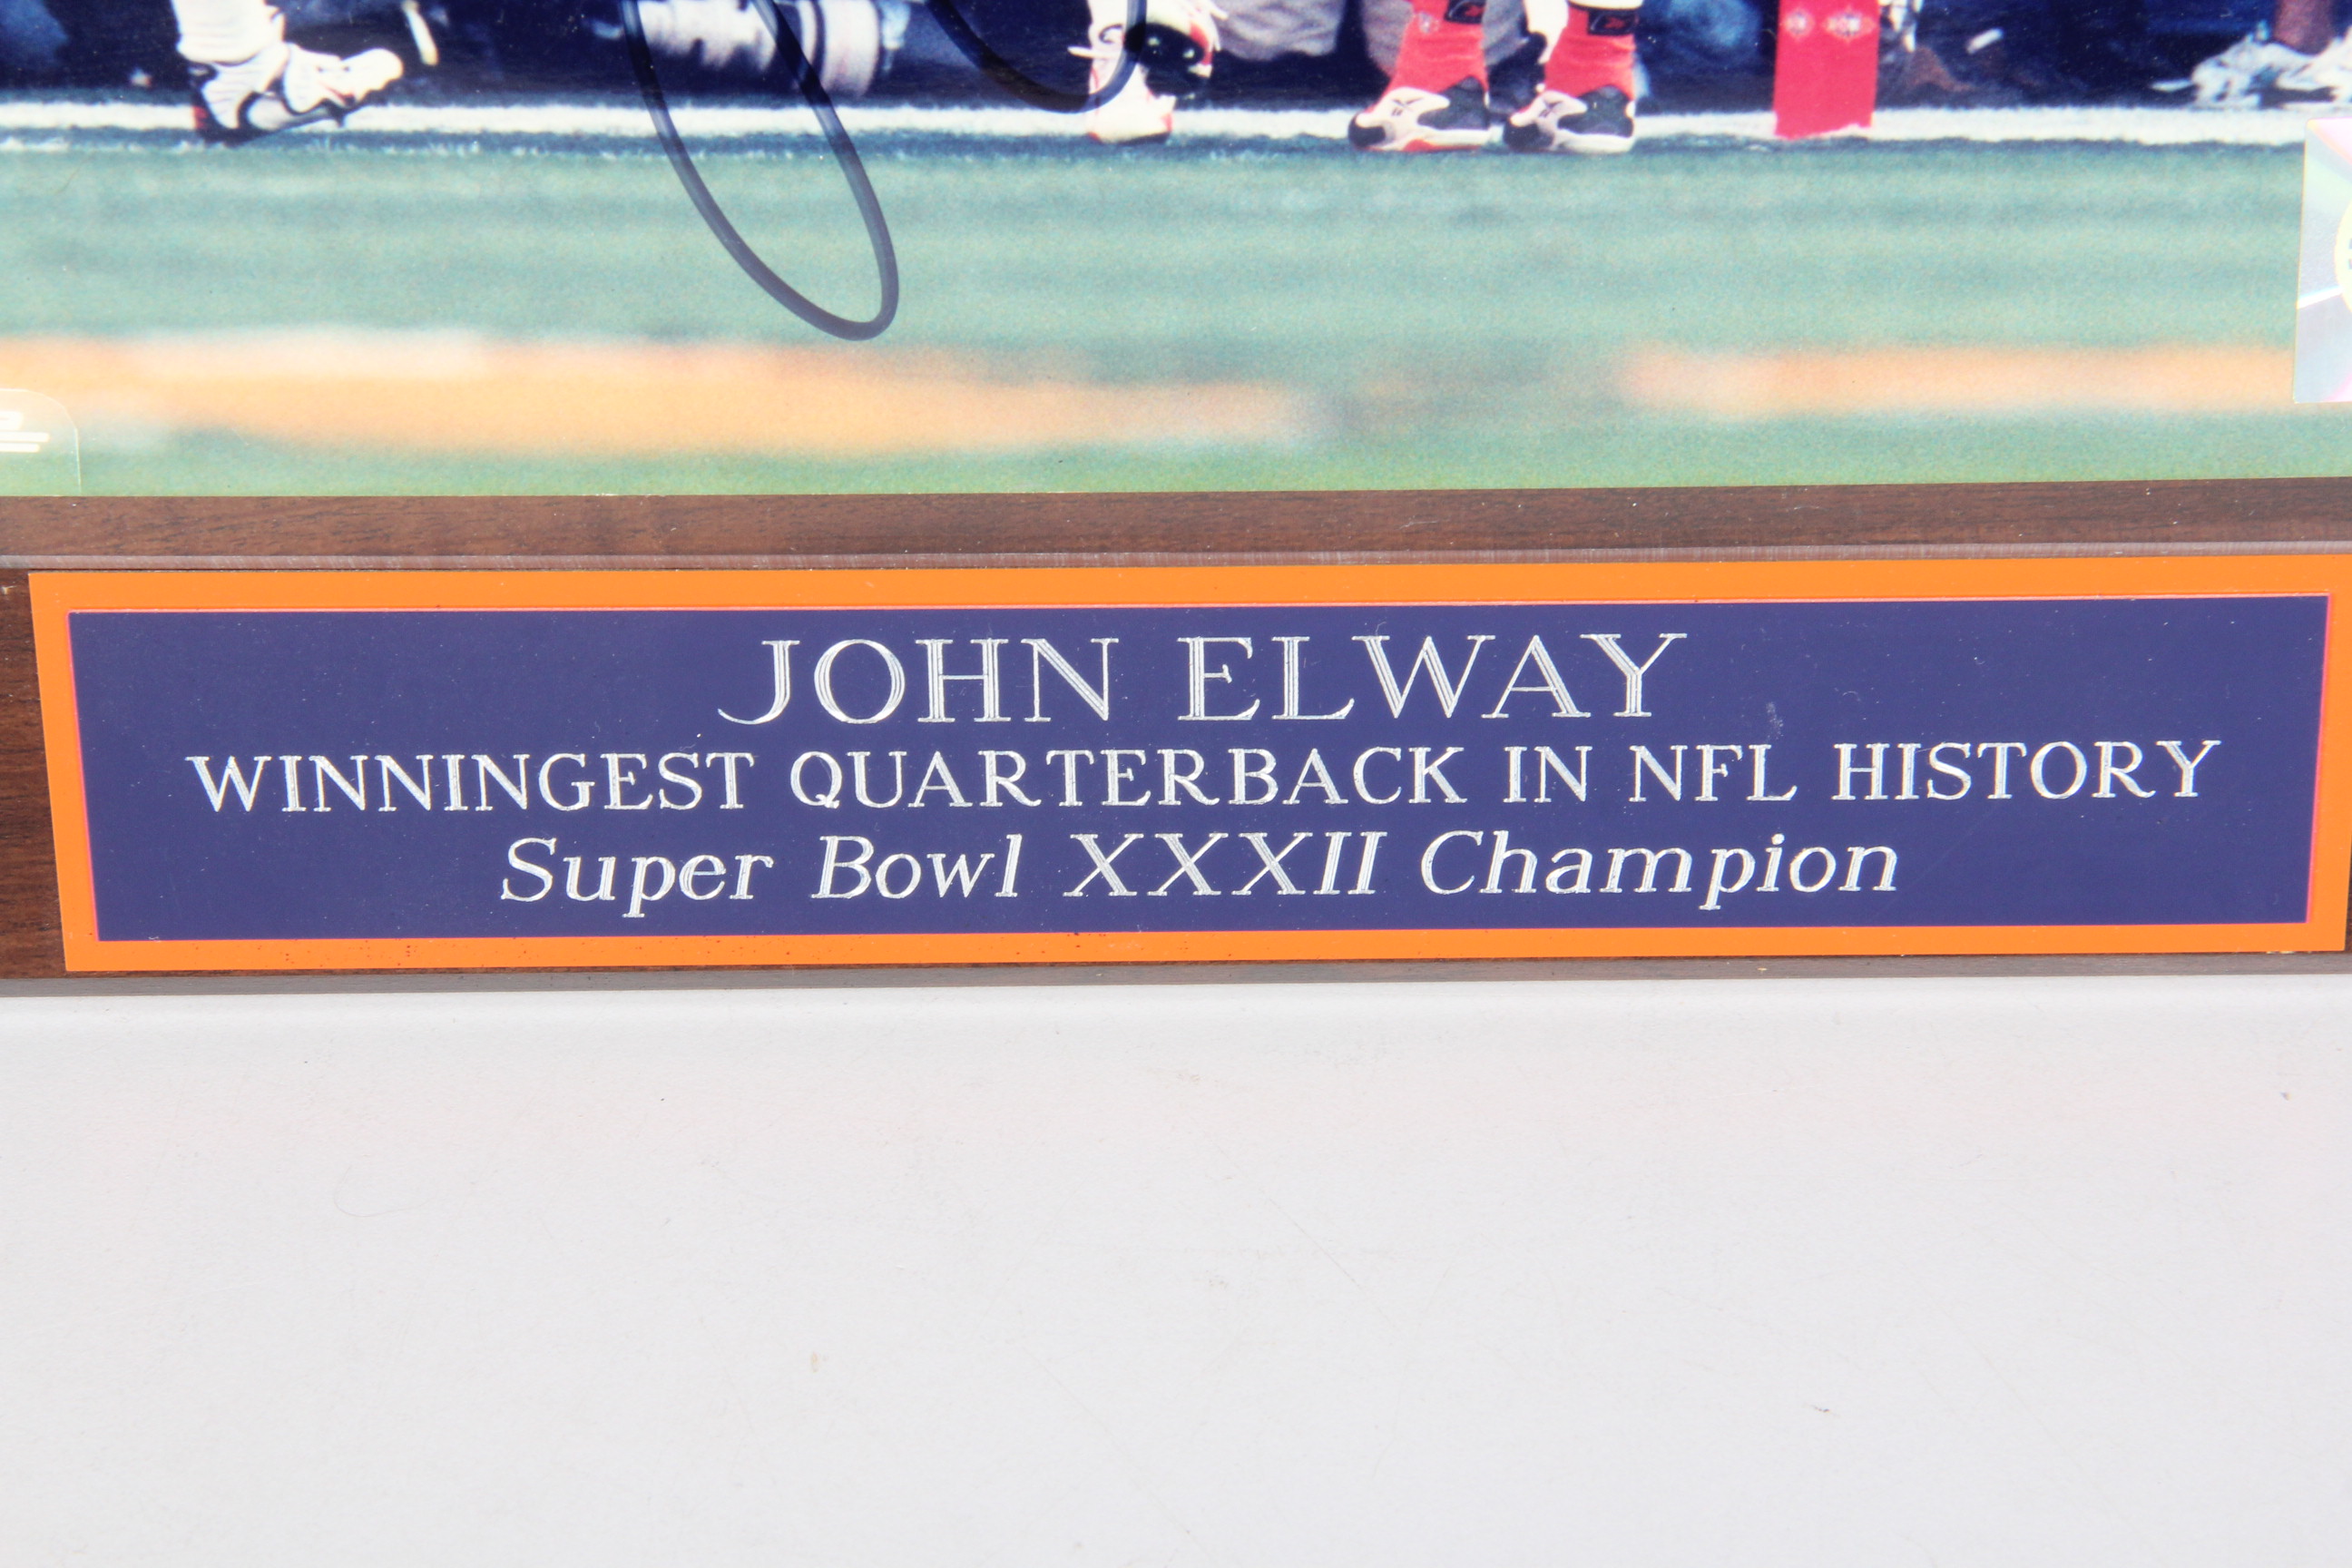 JOHN ELWAY
WINNINGEST QUARTERBACK IN NFL HISTORY
Super Bowl XXXII Champion